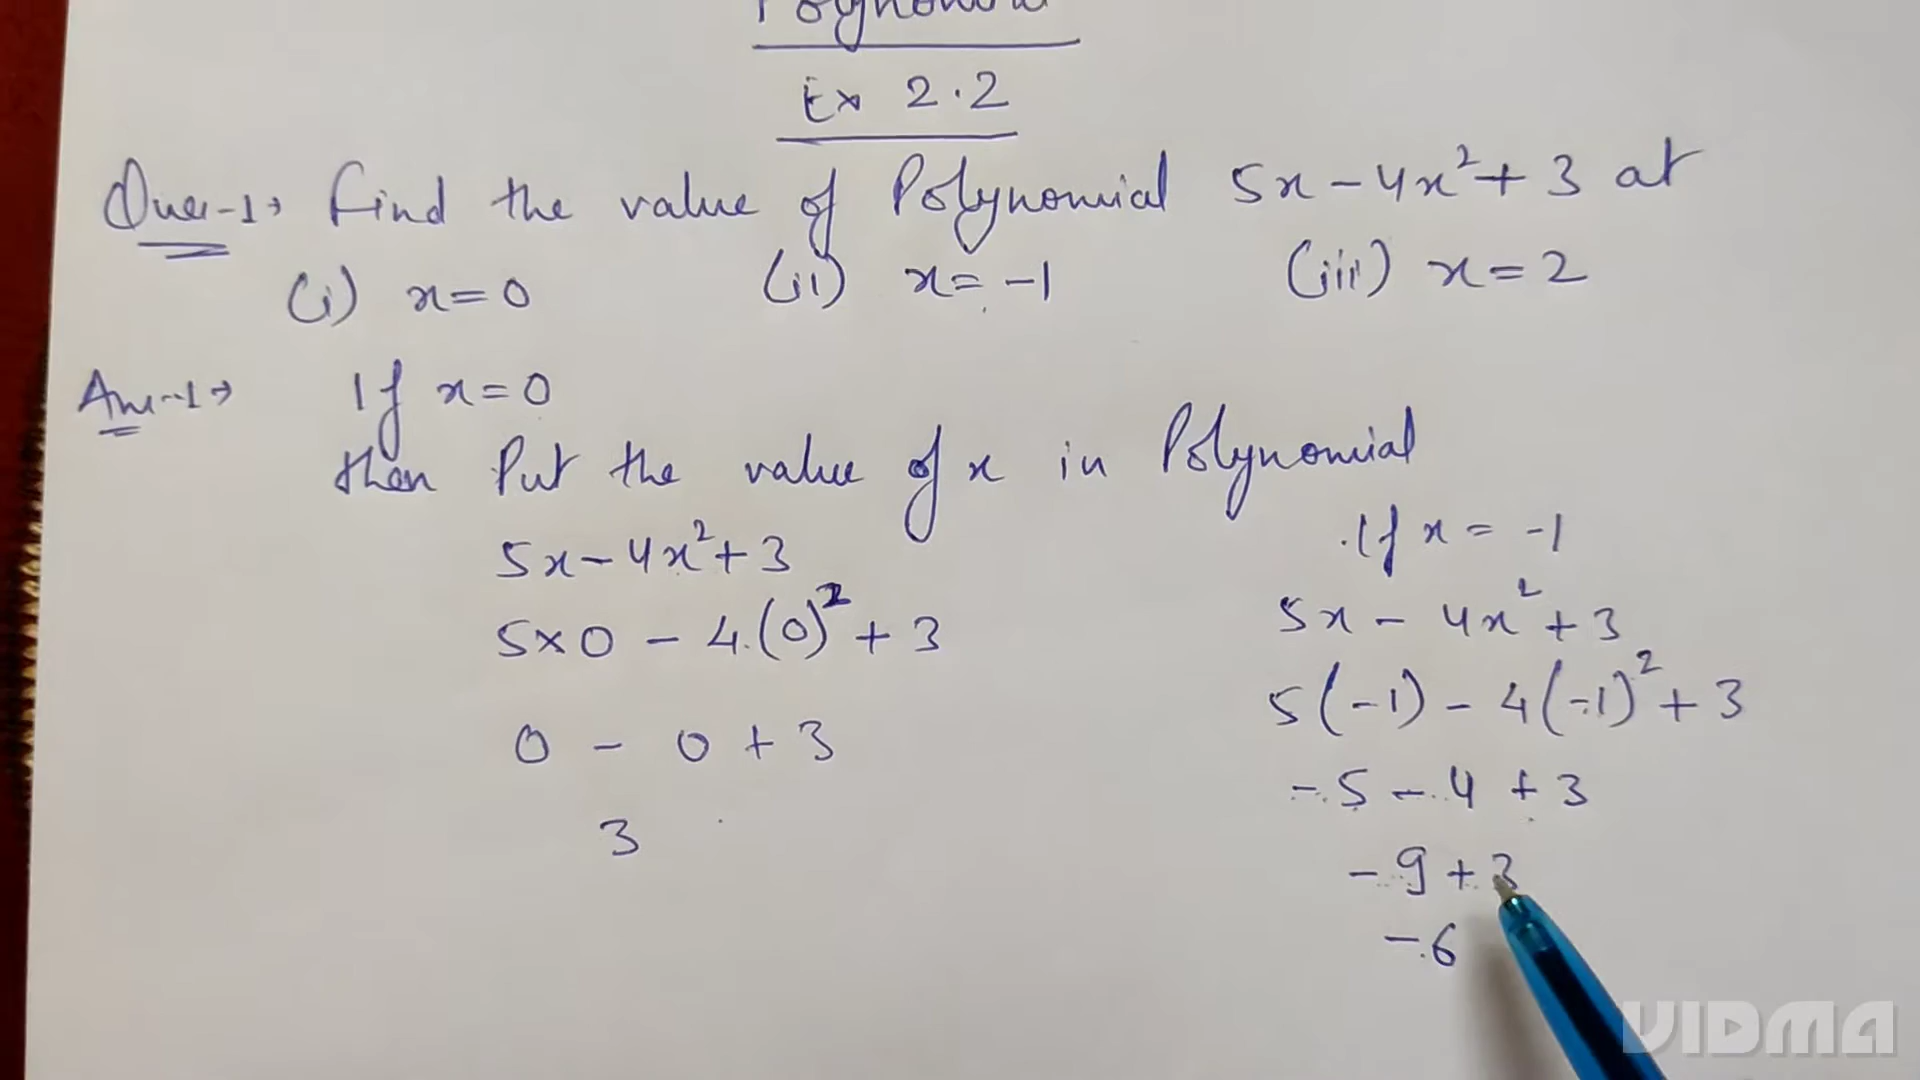 Polynomial
Ex 2.2
Que-1→ Find the value of Polynomial 5x - 4x² + 3 at
(i) x = 0 (ii) x = -1 (iii) x = 2
Ans-1→ If x = 0
then Put the value of x in Polynomial
5x - 4x² + 3
5×0 - 4.(0)² + 3
0 - 0 + 3
3
If x = -1
5x - 4x² + 3
5(-1) - 4(-1)² + 3
-5 - 4 + 3
-9 + 3
-6
VIDMA